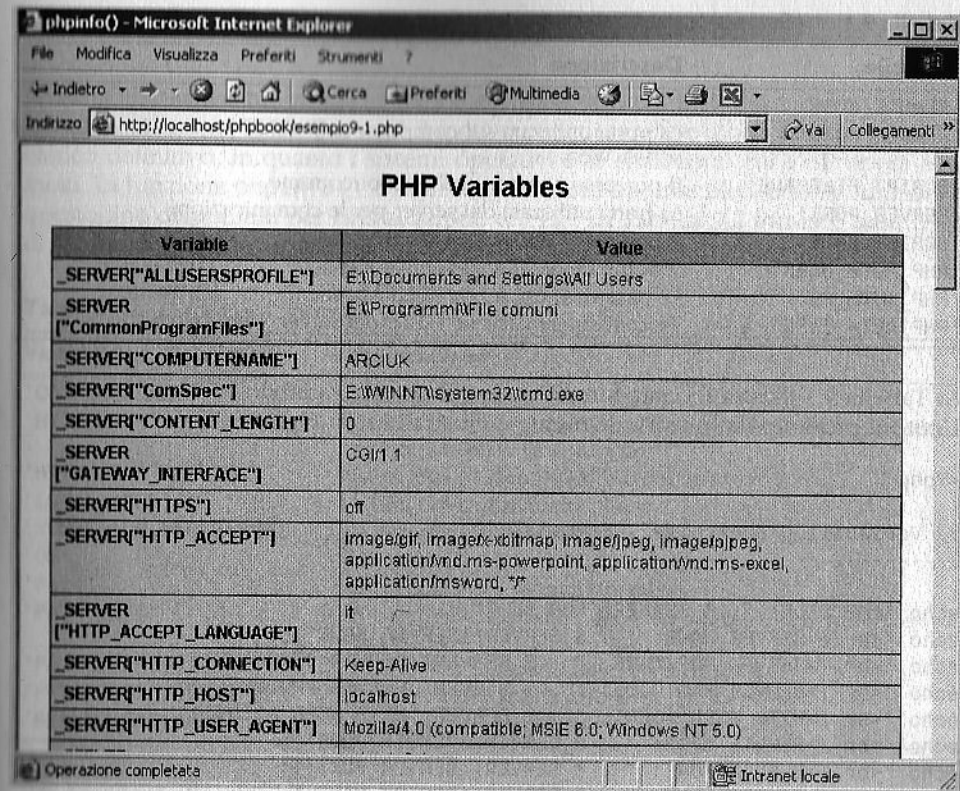 phpinfo() - Microsoft Internet Explorer
File Modifica Visualizza Preferiti Strumenti ?
Indietro Cerca Preferiti Multimedia
Indirizzo http://localhost/phpbook/esempio9-1.php Vai Collegamenti »
PHP Variables
Variable Value
_SERVER["ALLUSERSPROFILE"] E:\\Documents and Settings\\All Users
_SERVER E:\\Programmi\\File comuni
["CommonProgramFiles"]
_SERVER["COMPUTERNAME"] ARCIUK
_SERVER["ComSpec"] E:\\WINNT\\system32\\cmd.exe
_SERVER["CONTENT_LENGTH"] 0
_SERVER CGI/1.1
["GATEWAY_INTERFACE"]
_SERVER["HTTPS"] off
_SERVER["HTTP_ACCEPT"] image/gif, image/x-xbitmap, image/jpeg, image/pjpeg,
application/vnd.ms-powerpoint, application/vnd.ms-excel,
application/msword, */*
_SERVER it
["HTTP_ACCEPT_LANGUAGE"]
_SERVER["HTTP_CONNECTION"] Keep-Alive
_SERVER["HTTP_HOST"] localhost
_SERVER["HTTP_USER_AGENT"] Mozilla/4.0 (compatible; MSIE 6.0; Windows NT 5.0)
Operazione completata Intranet locale